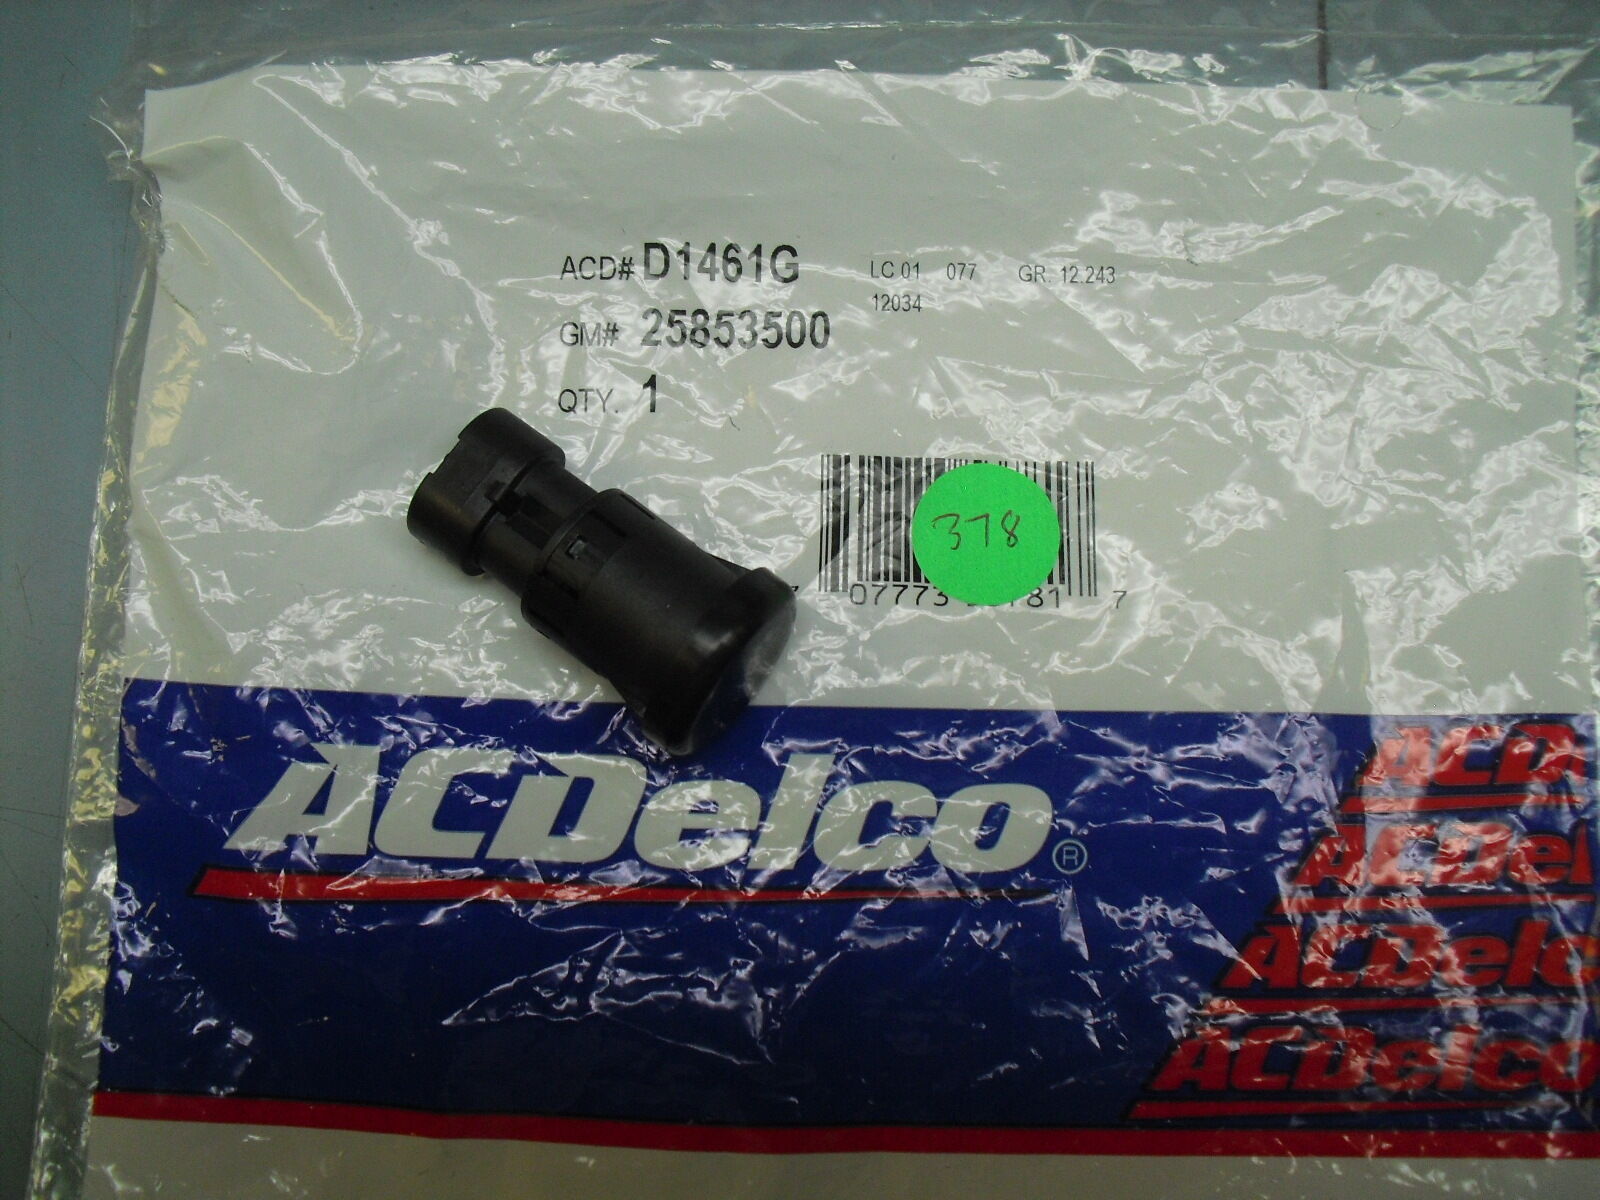 ACD# D1461G LC 01 077 GR. 12.243
12034
GM# 25853500
QTY. 1
378
07773 81 7
ACDelco ®
ACD
ACDel
ACDelc
ACDelco